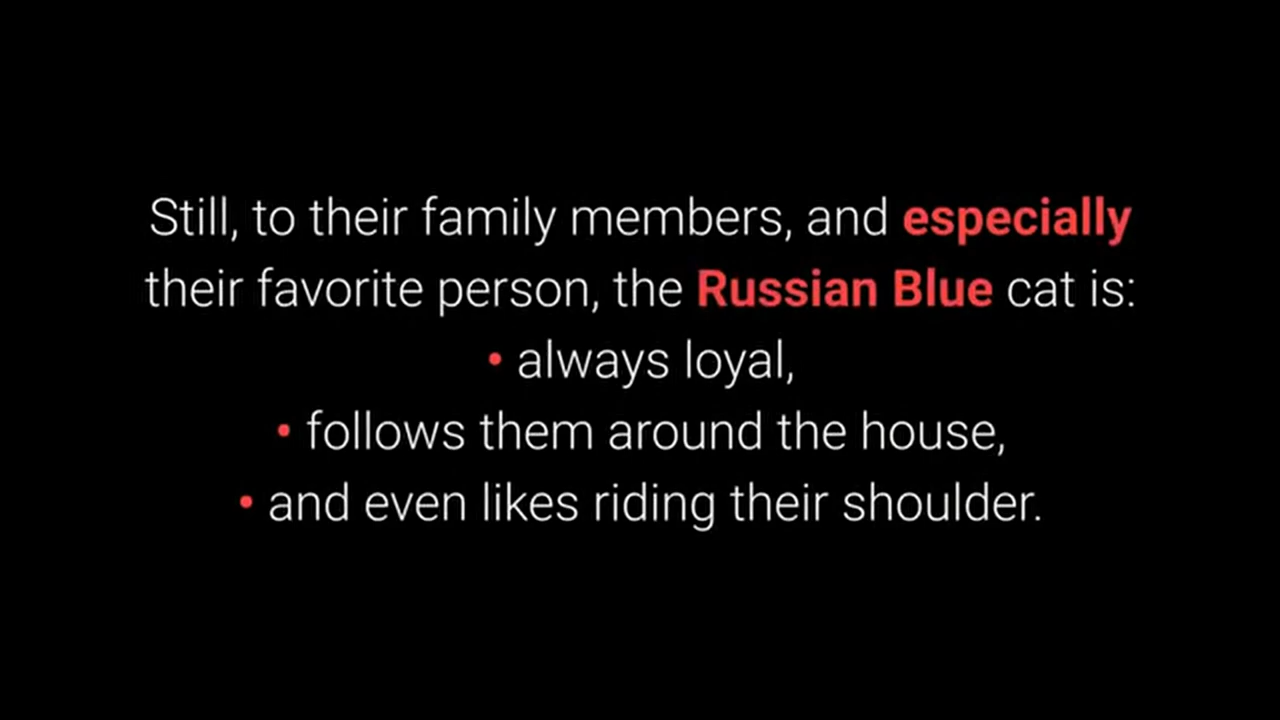 Still, to their family members, and especially
their favorite person, the Russian Blue cat is:
• always loyal,
• follows them around the house,
• and even likes riding their shoulder.